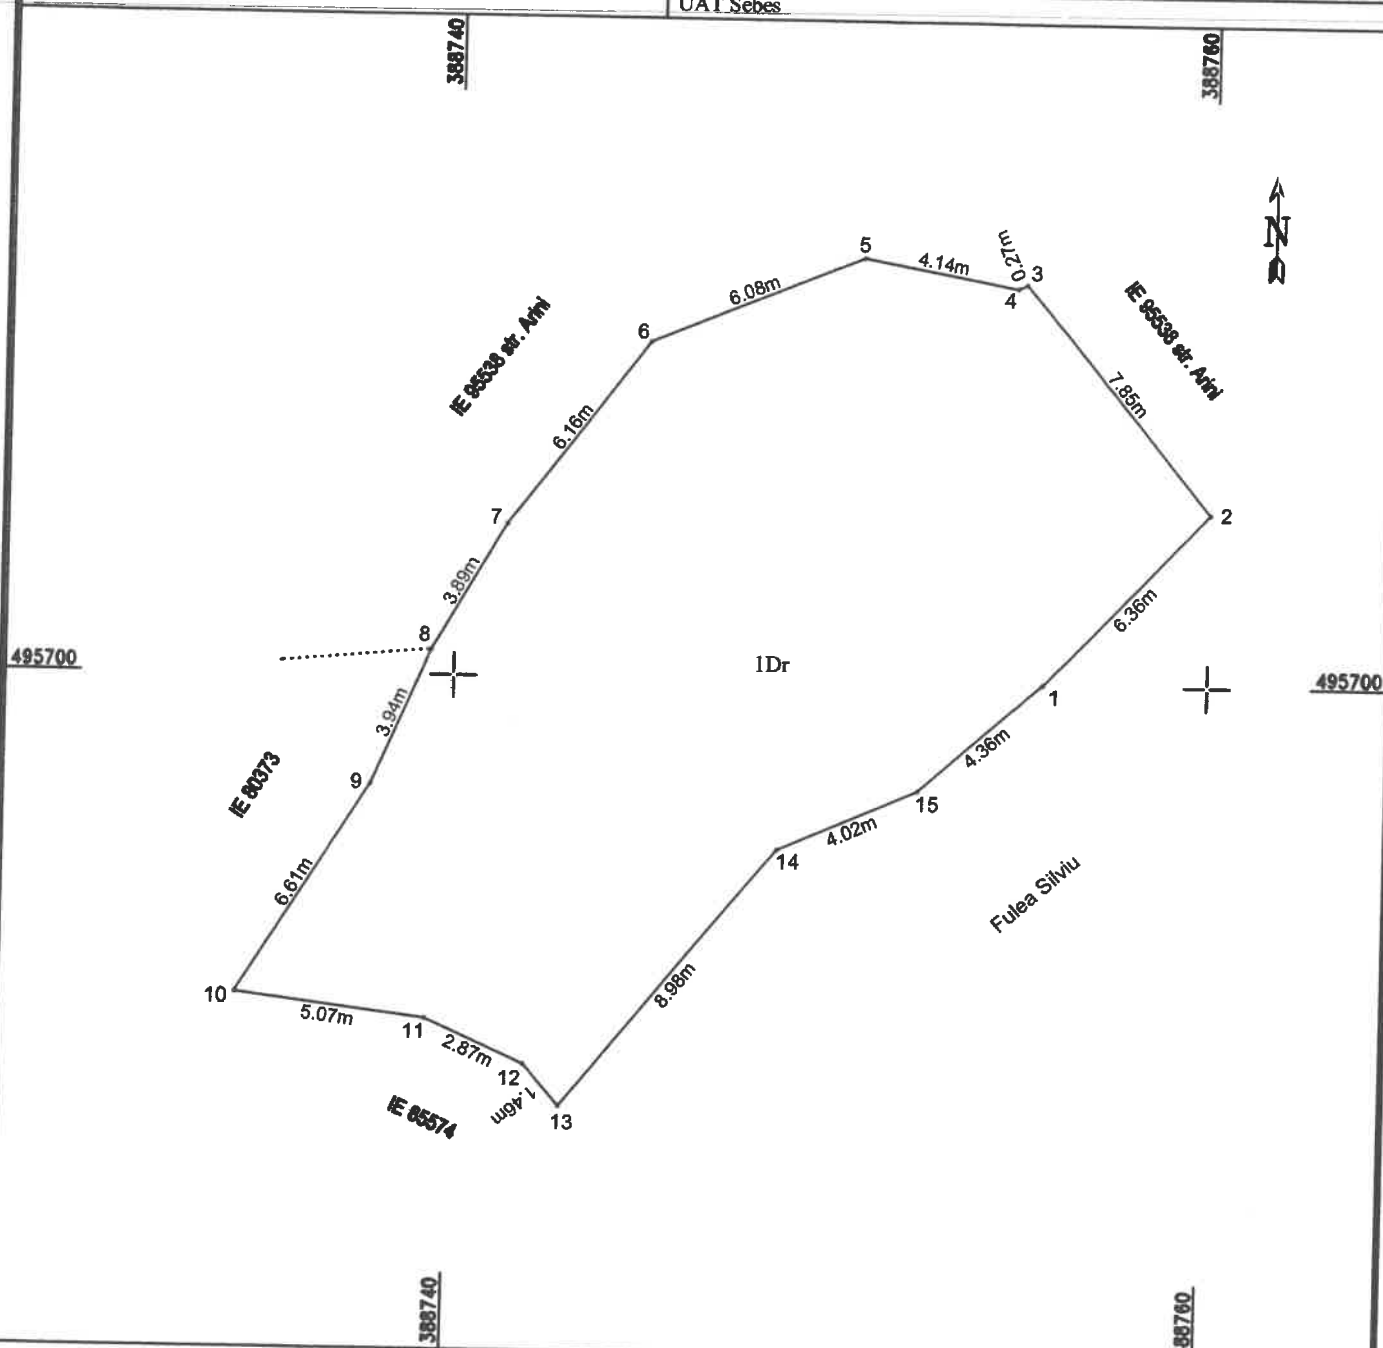 UAT Sebes
388740
388760
N
5
4.14m
0.27m
3
4
6.08m
IE 95538 str. Arini
6
IE 95538 str. Arini
7.85m
6.16m
7
2
3.89m
6.36m
8
495700
1Dr
495700
3.94m
1
IE 80373
9
4.36m
15
4.02m
14
6.61m
Fulea Silviu
8.98m
10
5.07m
11
2.87m
12
1.46m
13
IE 85574
388740
88760